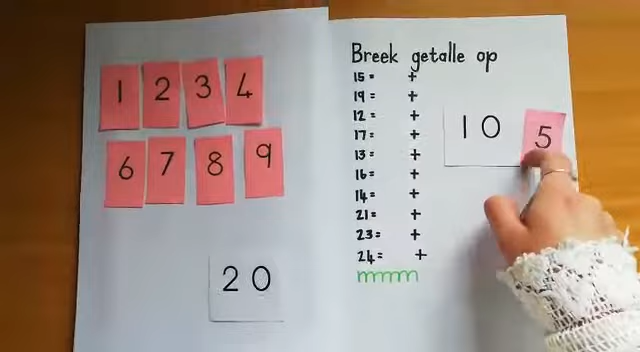 1 2 3 4
6 7 8 9
20
Breek getalle op
15 = +
19 = +
12 = +
17 = +
13 = +
16 = +
14 = +
21 = +
23 = +
24 = +
10 5